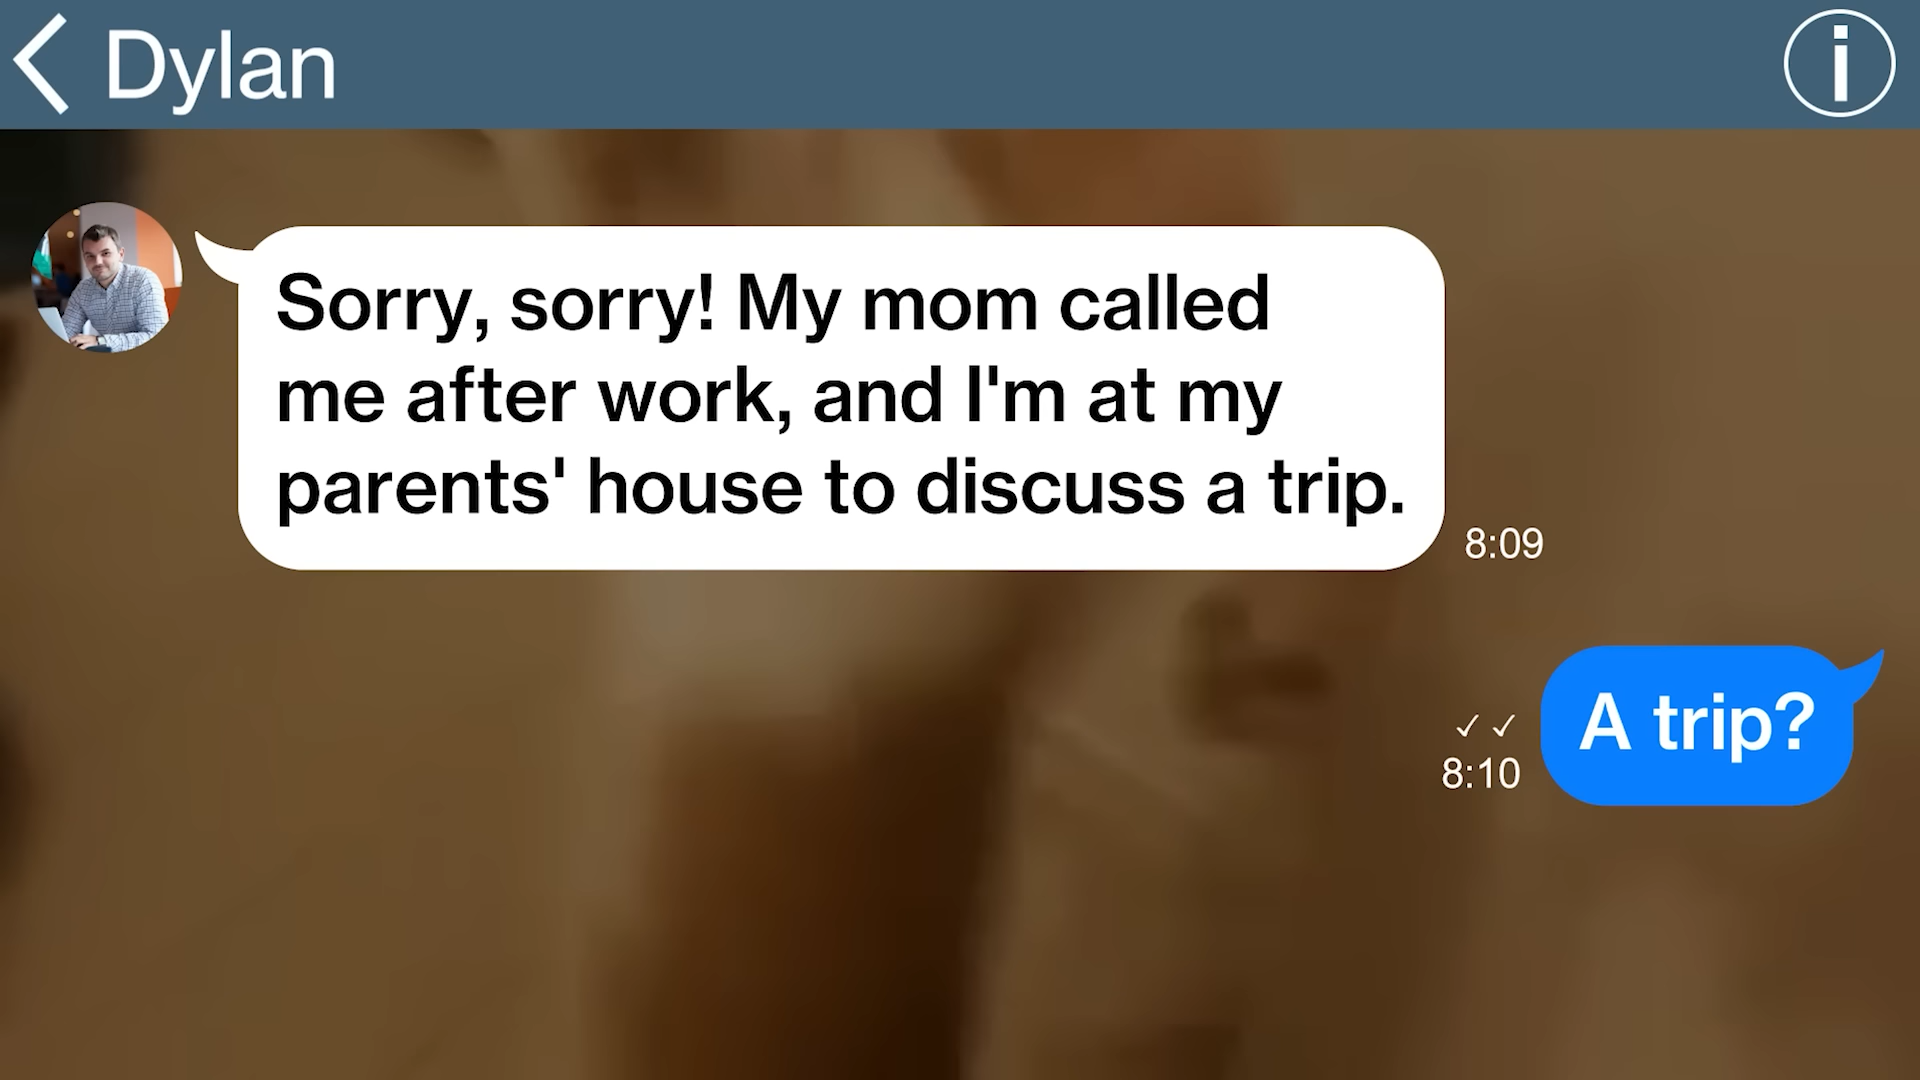 Dylan
Sorry, sorry! My mom called
me after work, and I'm at my
parents' house to discuss a trip.
8:09
A trip?
8:10